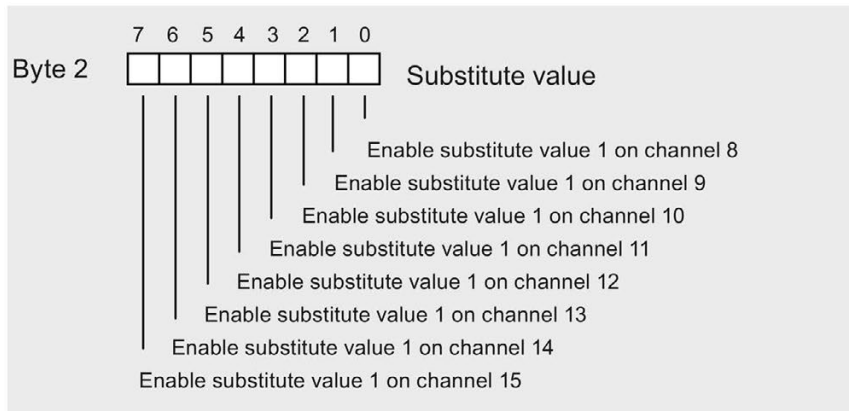 7 6 5 4 3 2 1 0
Byte 2 Substitute value
Enable substitute value 1 on channel 8
Enable substitute value 1 on channel 9
Enable substitute value 1 on channel 10
Enable substitute value 1 on channel 11
Enable substitute value 1 on channel 12
Enable substitute value 1 on channel 13
Enable substitute value 1 on channel 14
Enable substitute value 1 on channel 15